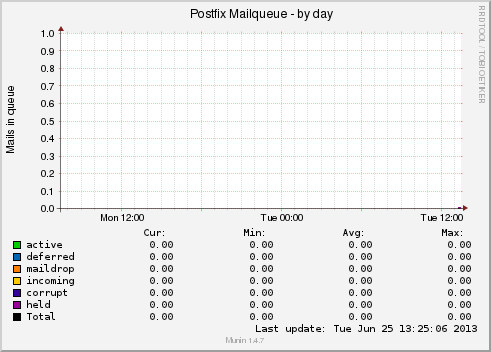 Postfix Mailqueue - by day
RRDTOOL / TOBI OETIKER
Mails in queue
1.0
0.9
0.8
0.7
0.6
0.5
0.4
0.3
0.2
0.1
0.0
Mon 12:00 Tue 00:00 Tue 12:00
Cur: Min: Avg: Max:
active 0.00 0.00 0.00 0.00
deferred 0.00 0.00 0.00 0.00
maildrop 0.00 0.00 0.00 0.00
incoming 0.00 0.00 0.00 0.00
corrupt 0.00 0.00 0.00 0.00
held 0.00 0.00 0.00 0.00
Total 0.00 0.00 0.00 0.00
Last update: Tue Jun 25 13:25:06 2013
Munin 1.4.7